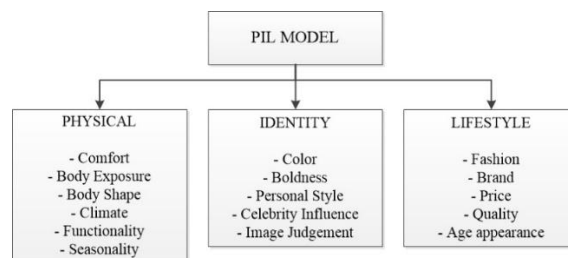 PIL MODEL
PHYSICAL
- Comfort
- Body Exposure
- Body Shape
- Climate
- Functionality
- Seasonality
IDENTITY
- Color
- Boldness
- Personal Style
- Celebrity Influence
- Image Judgement
LIFESTYLE
- Fashion
- Brand
- Price
- Quality
- Age appearance